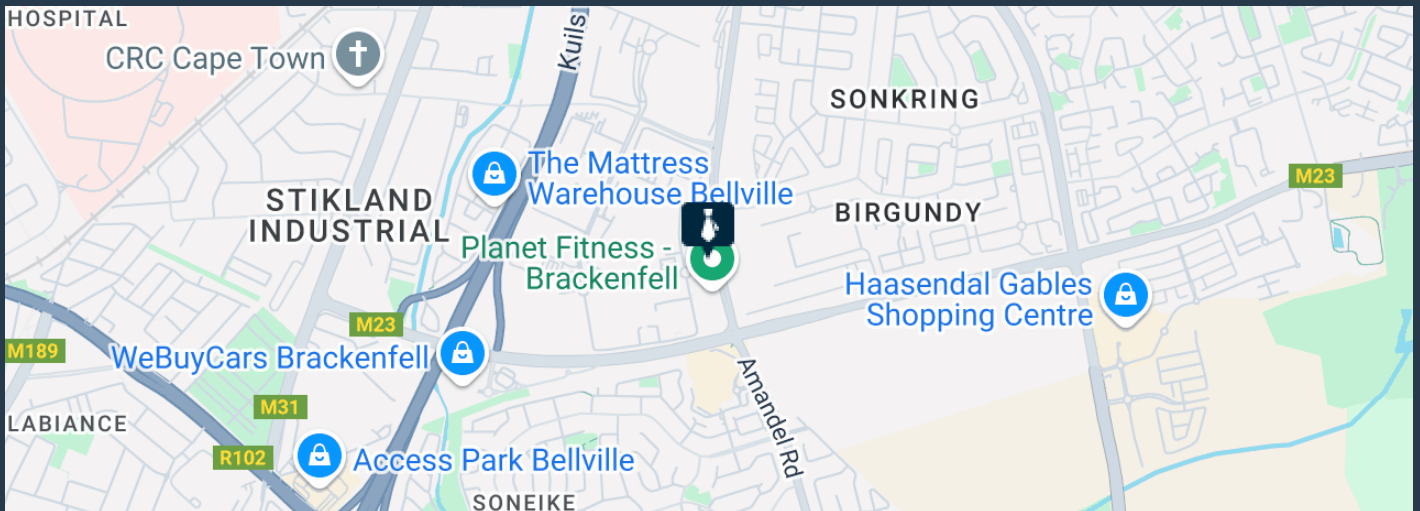 HOSPITAL
CRC Cape Town
Kuils
SONKRING
The Mattress
Warehouse Bellville
M23
STIKLAND
INDUSTRIAL
BIRGUNDY
Planet Fitness -
Brackenfell
Haasendal Gables
Shopping Centre
M23
M189
WeBuyCars Brackenfell
Amandel Rd
M31
LABIANCE
R102
Access Park Bellville
SONEIKE